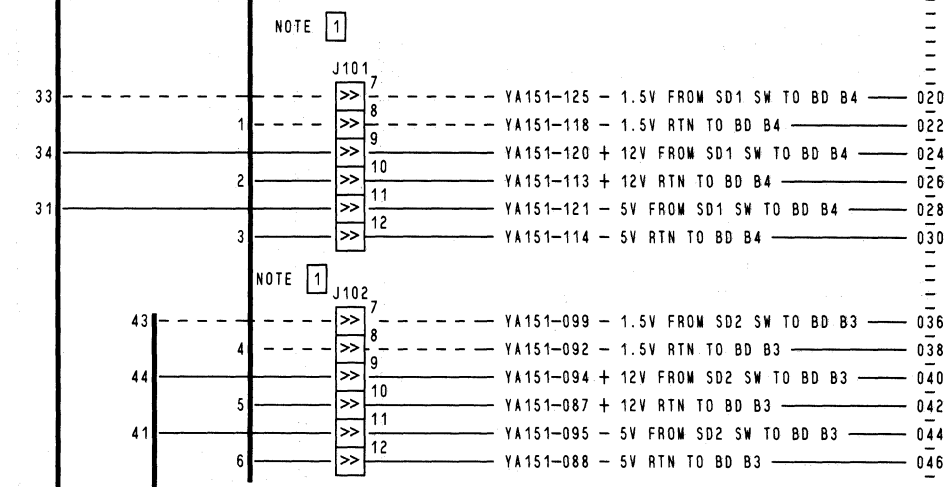 NOTE 1
J101
33 7 YA151-125 - 1.5V FROM SD1 SW TO BD B4 020
1 8 YA151-118 - 1.5V RTN TO BD B4 022
34 9 YA151-120 + 12V FROM SD1 SW TO BD B4 024
2 10 YA151-113 + 12V RTN TO BD B4 026
31 11 YA151-121 - 5V FROM SD1 SW TO BD B4 028
3 12 YA151-114 - 5V RTN TO BD B4 030
NOTE 1
J102
43 7 YA151-099 - 1.5V FROM SD2 SW TO BD B3 036
4 8 YA151-092 - 1.5V RTN TO BD B3 038
44 9 YA151-094 + 12V FROM SD2 SW TO BD B3 040
5 10 YA151-087 + 12V RTN TO BD B3 042
41 11 YA151-095 - 5V FROM SD2 SW TO BD B3 044
6 12 YA151-088 - 5V RTN TO BD B3 046